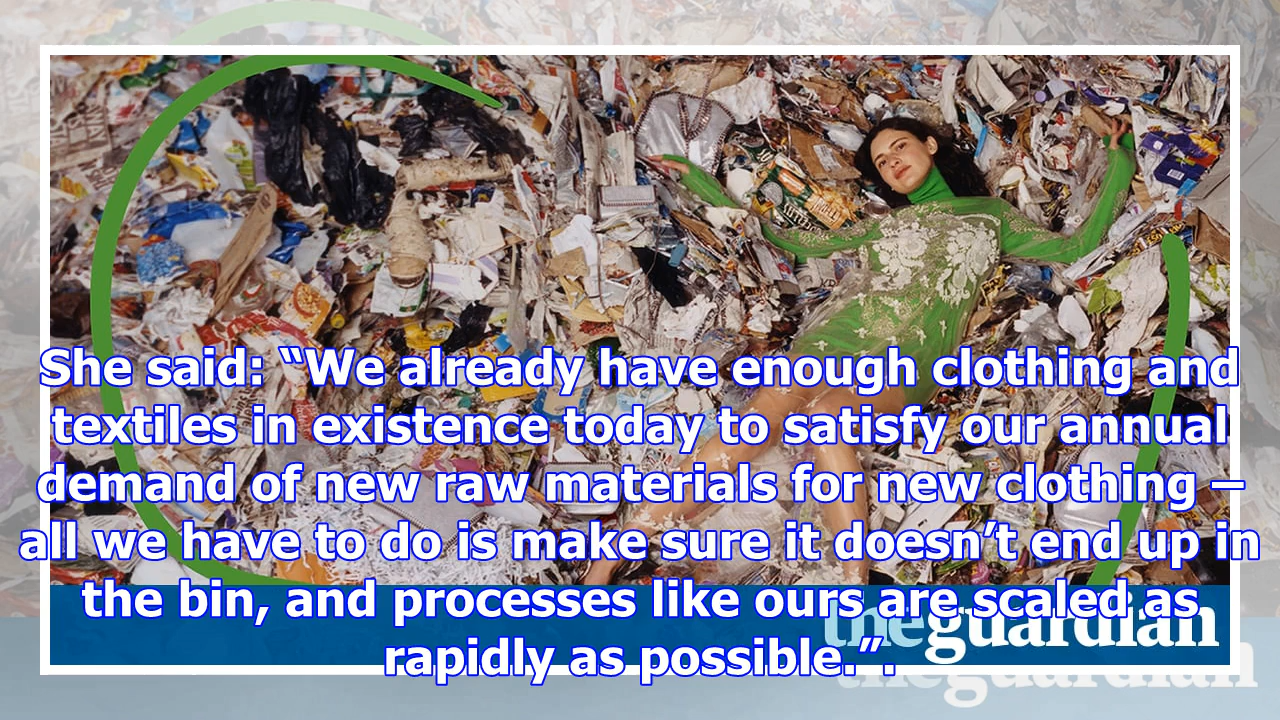 She said: “We already have enough clothing and
textiles in existence today to satisfy our annual
demand of new raw materials for new clothing –
all we have to do is make sure it doesn’t end up in
the bin, and processes like ours are scaled as
rapidly as possible.”.
theguardian
theguardian